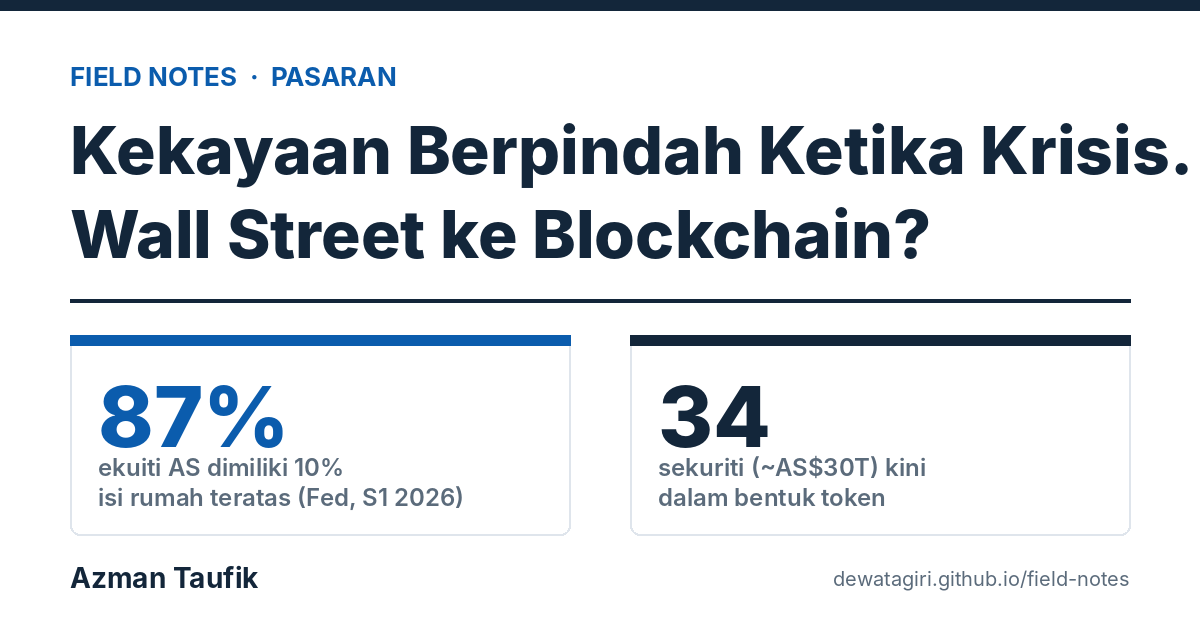 FIELD NOTES · PASARAN
Kekayaan Berpindah Ketika Krisis.
Wall Street ke Blockchain?
87%
ekuiti AS dimiliki 10%
isi rumah teratas (Fed, S1 2026)
34
sekuriti (~AS$30T) kini
dalam bentuk token
Azman Taufik
dewatagiri.github.io/field-notes